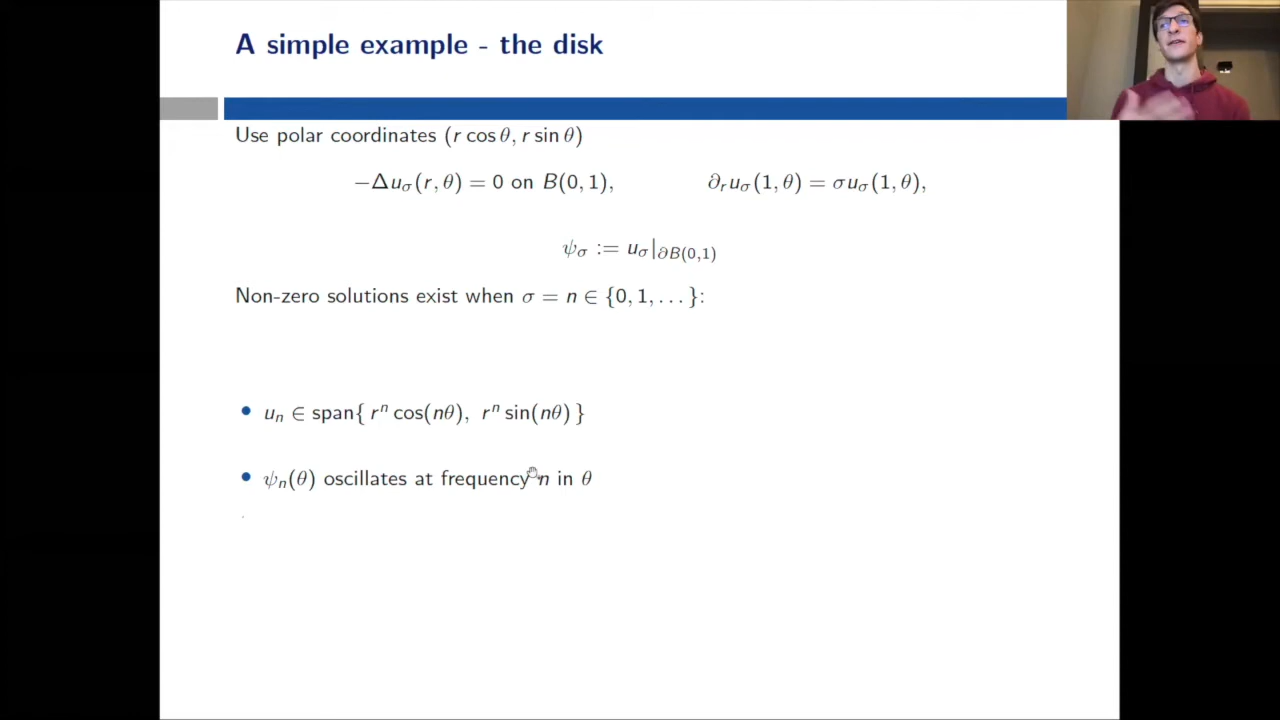 A simple example - the disk
Use polar coordinates (r cos θ, r sin θ)
−Δu_σ(r, θ) = 0 on B(0, 1), ∂_r u_σ(1, θ) = σu_σ(1, θ),
ψ_σ := u_σ|_{∂B(0,1)}
Non-zero solutions exist when σ = n ∈ {0, 1, . . . }:
• u_n ∈ span{ r^n cos(nθ), r^n sin(nθ) }
• ψ_n(θ) oscillates at frequency n in θ